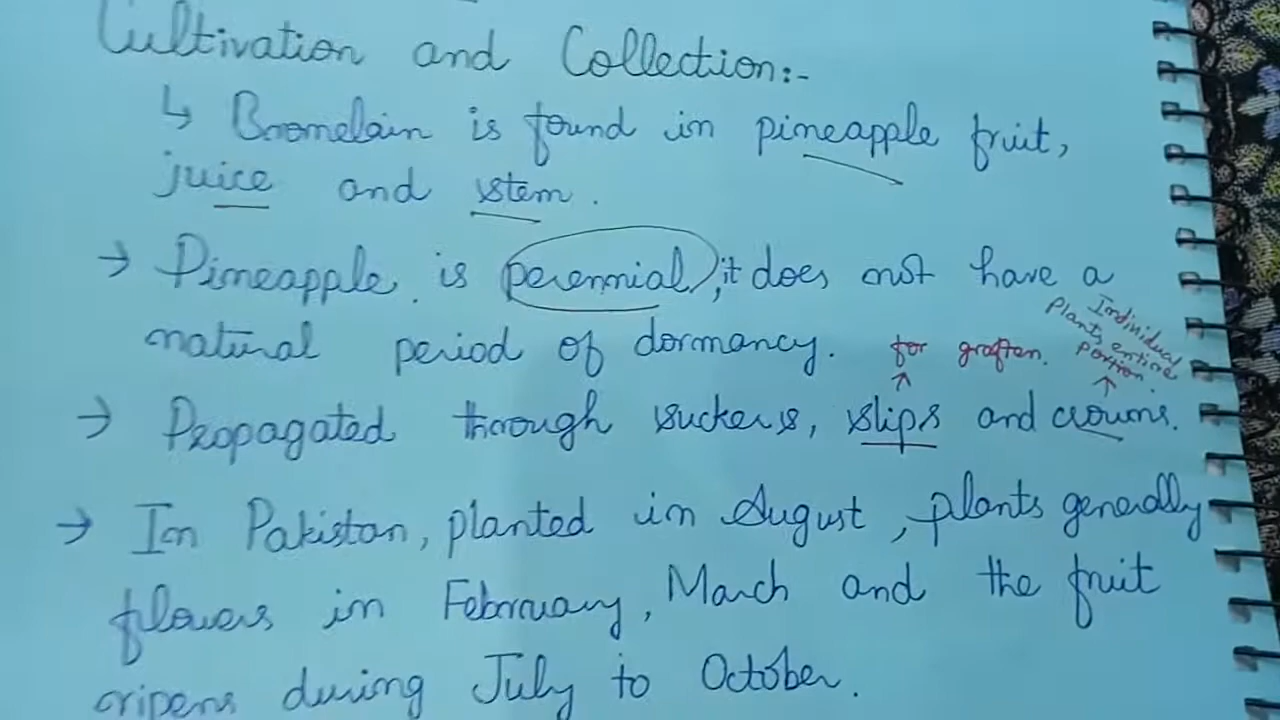 Cultivation and Collection:-
↳ Bromelain is found in pineapple fruit,
juice and stem.
→ Pineapple is perennial, it does not have a
natural period of dormancy.
for graften.
Individual
Plants entire
portion.
→ Propagated through suckers, slips and crowns.
→ In Pakistan, planted in August, plants generally
flowers in February, March and the fruit
ripens during July to October.